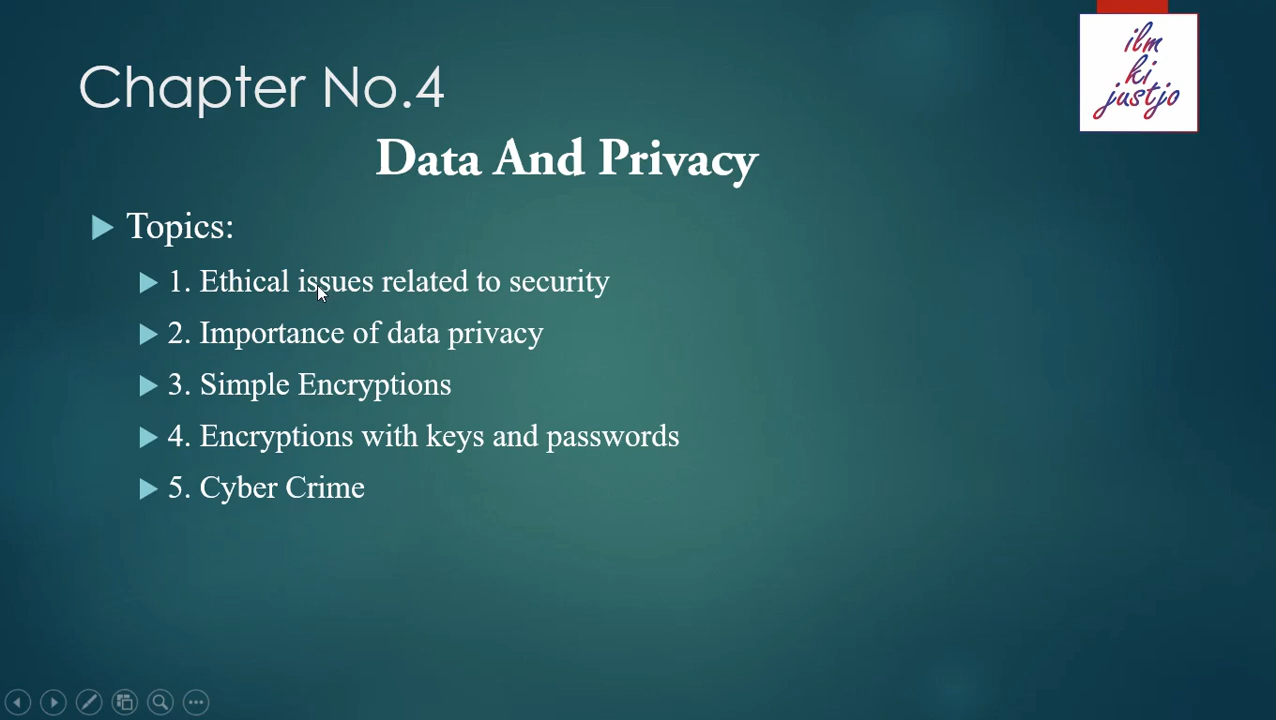 ilm
ki
justjo
Chapter No.4
Data And Privacy
Topics:
1. Ethical issues related to security
2. Importance of data privacy
3. Simple Encryptions
4. Encryptions with keys and passwords
5. Cyber Crime